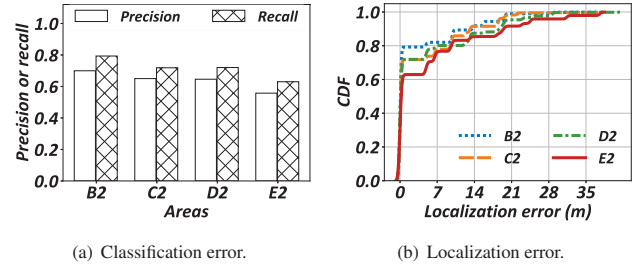 Precision Recall
Precision or recall
1.0
0.8
0.6
0.4
0.2
0.0
B2 C2 D2 E2
Areas
(a) Classification error.
CDF
1.0
0.8
0.6
0.4
0.2
0.0
B2 D2
C2 E2
0 7 14 21 28 35
Localization error (m)
(b) Localization error.